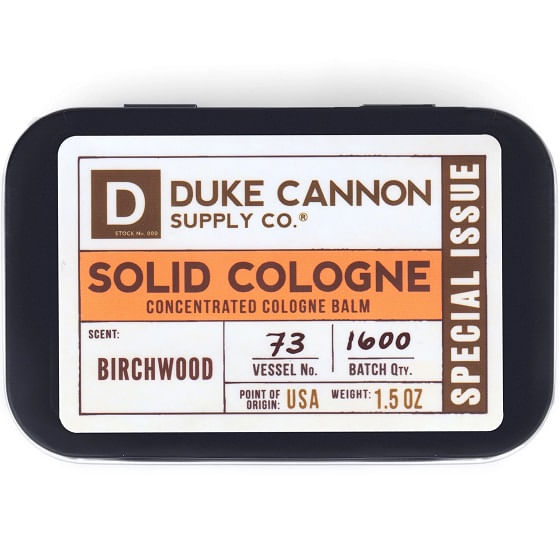 D
STOCK No. 000
DUKE CANNON
SUPPLY CO.®
SOLID COLOGNE
CONCENTRATED COLOGNE BALM
SCENT:
BIRCHWOOD
73
VESSEL No.
1600
BATCH QTY.
POINT OF
ORIGIN: USA
WEIGHT: 1.5 OZ
SPECIAL ISSUE